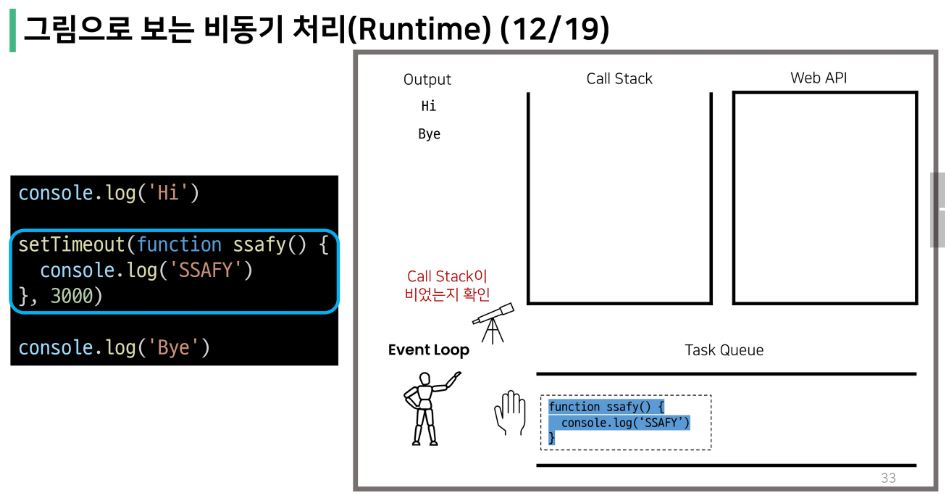 그림으로 보는 비동기 처리(Runtime) (12/19)
console.log('Hi')
setTimeout(function ssafy() {
console.log('SSAFY')
}, 3000)
console.log('Bye')
Output
Hi
Bye
Call Stack
Web API
Call Stack이
비었는지 확인
Event Loop
Task Queue
function ssafy() {
console.log('SSAFY')
}
33